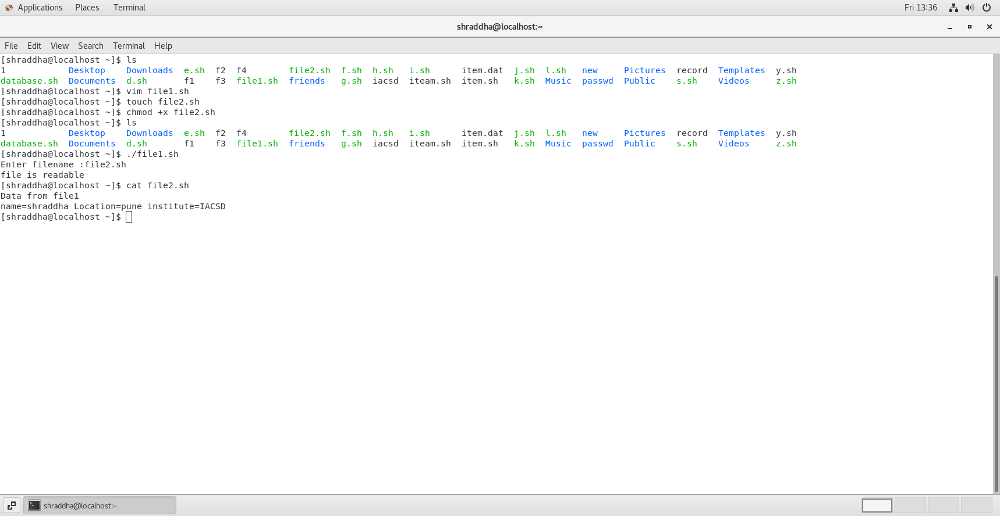 Applications Places Terminal Fri 13:36
shraddha@localhost:~
File Edit View Search Terminal Help
[shraddha@localhost ~]$ ls
1 Desktop Downloads e.sh f2 f4 file2.sh f.sh h.sh i.sh item.dat j.sh l.sh new Pictures record Templates y.sh
database.sh Documents d.sh f1 f3 file1.sh friends g.sh iacsd iteam.sh item.sh k.sh Music passwd Public s.sh Videos z.sh
[shraddha@localhost ~]$ vim file1.sh
[shraddha@localhost ~]$ touch file2.sh
[shraddha@localhost ~]$ chmod +x file2.sh
[shraddha@localhost ~]$ ls
1 Desktop Downloads e.sh f2 f4 file2.sh f.sh h.sh i.sh item.dat j.sh l.sh new Pictures record Templates y.sh
database.sh Documents d.sh f1 f3 file1.sh friends g.sh iacsd iteam.sh item.sh k.sh Music passwd Public s.sh Videos z.sh
[shraddha@localhost ~]$ ./file1.sh
Enter filename :file2.sh
file is readable
[shraddha@localhost ~]$ cat file2.sh
Data from file1
name=shraddha Location=pune institute=IACSD
[shraddha@localhost ~]$
shraddha@localhost:~